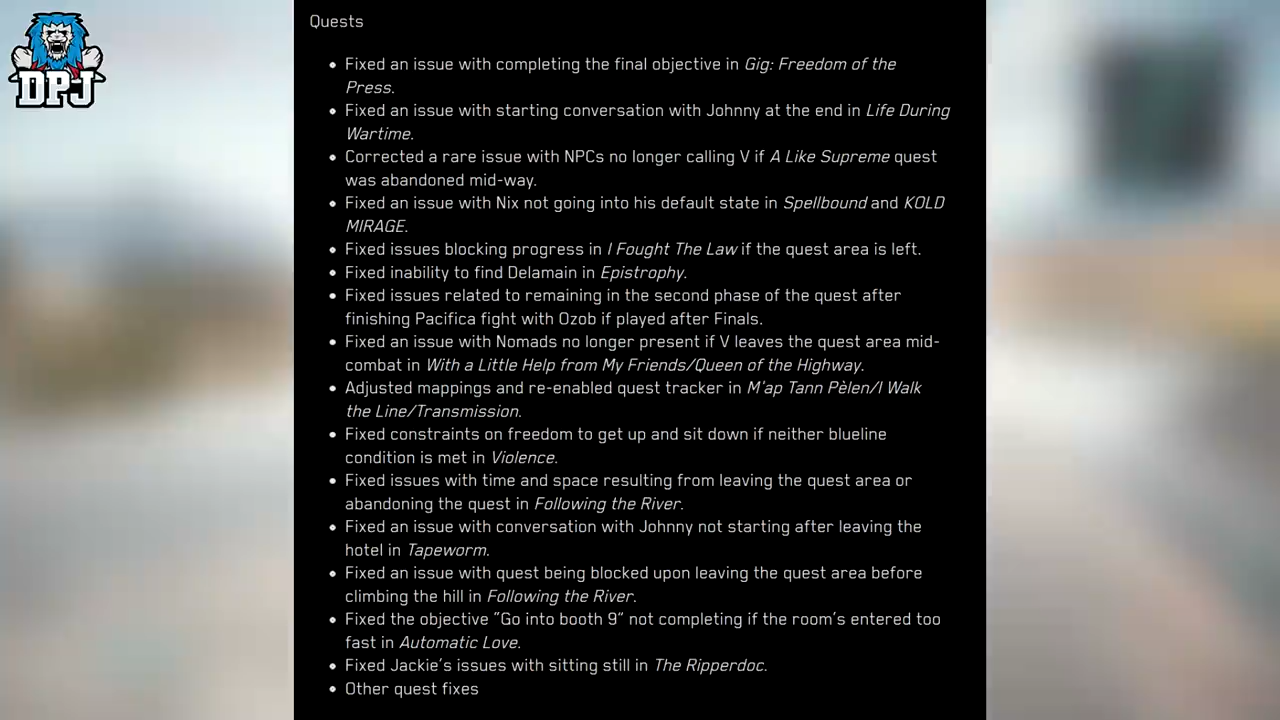 DPJ
Quests
• Fixed an issue with completing the final objective in Gig: Freedom of the
Press.
• Fixed an issue with starting conversation with Johnny at the end in Life During
Wartime.
• Corrected a rare issue with NPCs no longer calling V if A Like Supreme quest
was abandoned mid-way.
• Fixed an issue with Nix not going into his default state in Spellbound and KOLD
MIRAGE.
• Fixed issues blocking progress in I Fought The Law if the quest area is left.
• Fixed inability to find Delamain in Epistrophy.
• Fixed issues related to remaining in the second phase of the quest after
finishing Pacifica fight with Ozob if played after Finals.
• Fixed an issue with Nomads no longer present if V leaves the quest area mid-
combat in With a Little Help from My Friends/Queen of the Highway.
• Adjusted mappings and re-enabled quest tracker in M'ap Tann Pèlen/I Walk
the Line/Transmission.
• Fixed constraints on freedom to get up and sit down if neither blueline
condition is met in Violence.
• Fixed issues with time and space resulting from leaving the quest area or
abandoning the quest in Following the River.
• Fixed an issue with conversation with Johnny not starting after leaving the
hotel in Tapeworm.
• Fixed an issue with quest being blocked upon leaving the quest area before
climbing the hill in Following the River.
• Fixed the objective “Go into booth 9“ not completing if the room's entered too
fast in Automatic Love.
• Fixed Jackie's issues with sitting still in The Ripperdoc.
• Other quest fixes